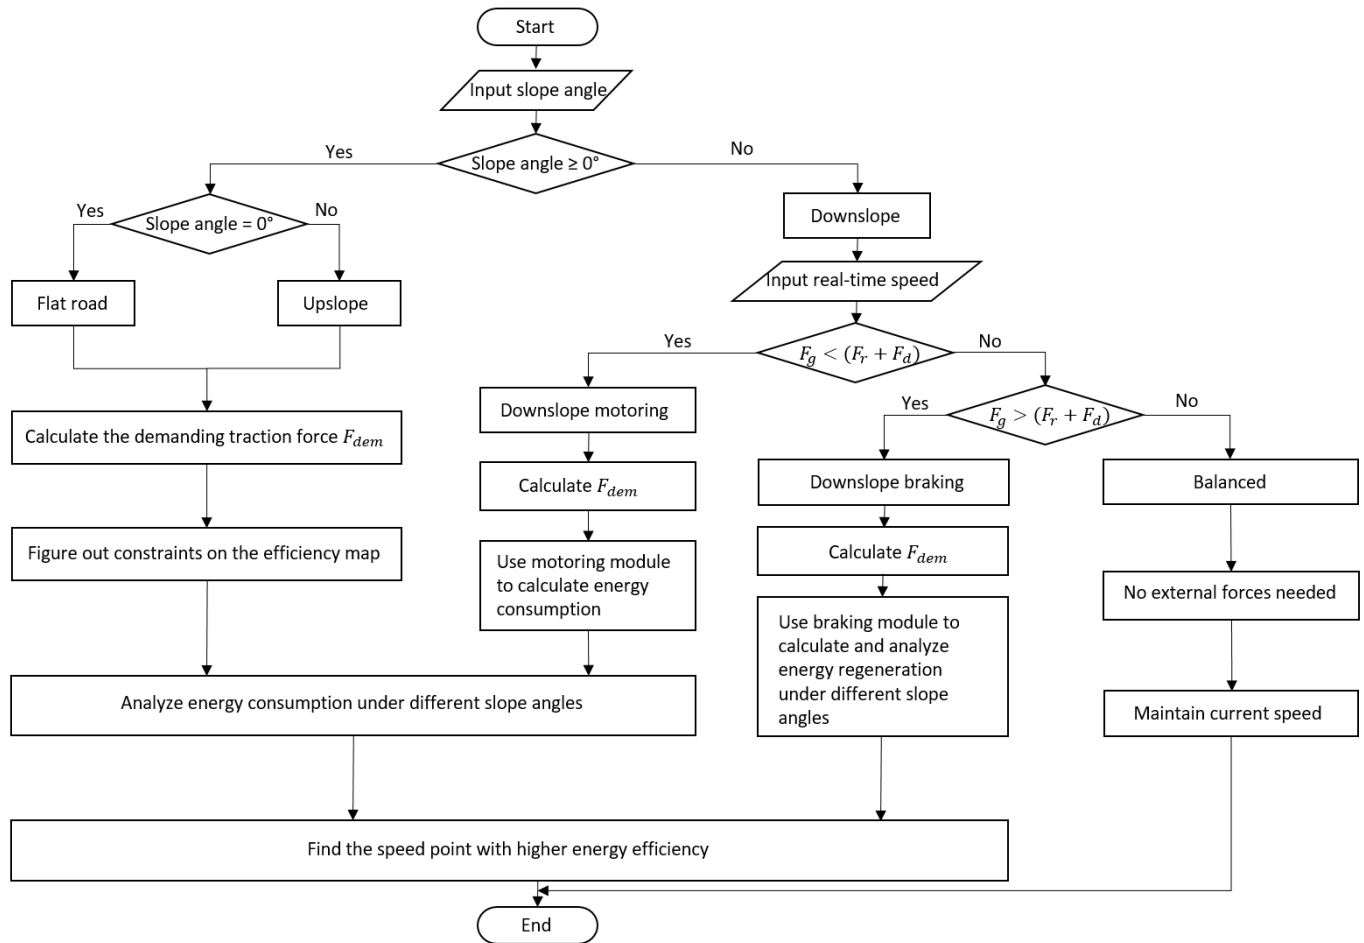 Start
Input slope angle
Slope angle ≥ 0°
Yes
No
Slope angle = 0°
Yes
No
Flat road
Upslope
Downslope
Input real-time speed
F_g < (F_r + F_d)
Yes
No
F_g > (F_r + F_d)
Yes
No
Calculate the demanding traction force F_dem
Figure out constraints on the efficiency map
Downslope motoring
Calculate F_dem
Use motoring module
to calculate energy
consumption
Downslope braking
Calculate F_dem
Use braking module to
calculate and analyze
energy regeneration
under different slope
angles
Balanced
No external forces needed
Maintain current speed
Analyze energy consumption under different slope angles
Find the speed point with higher energy efficiency
End